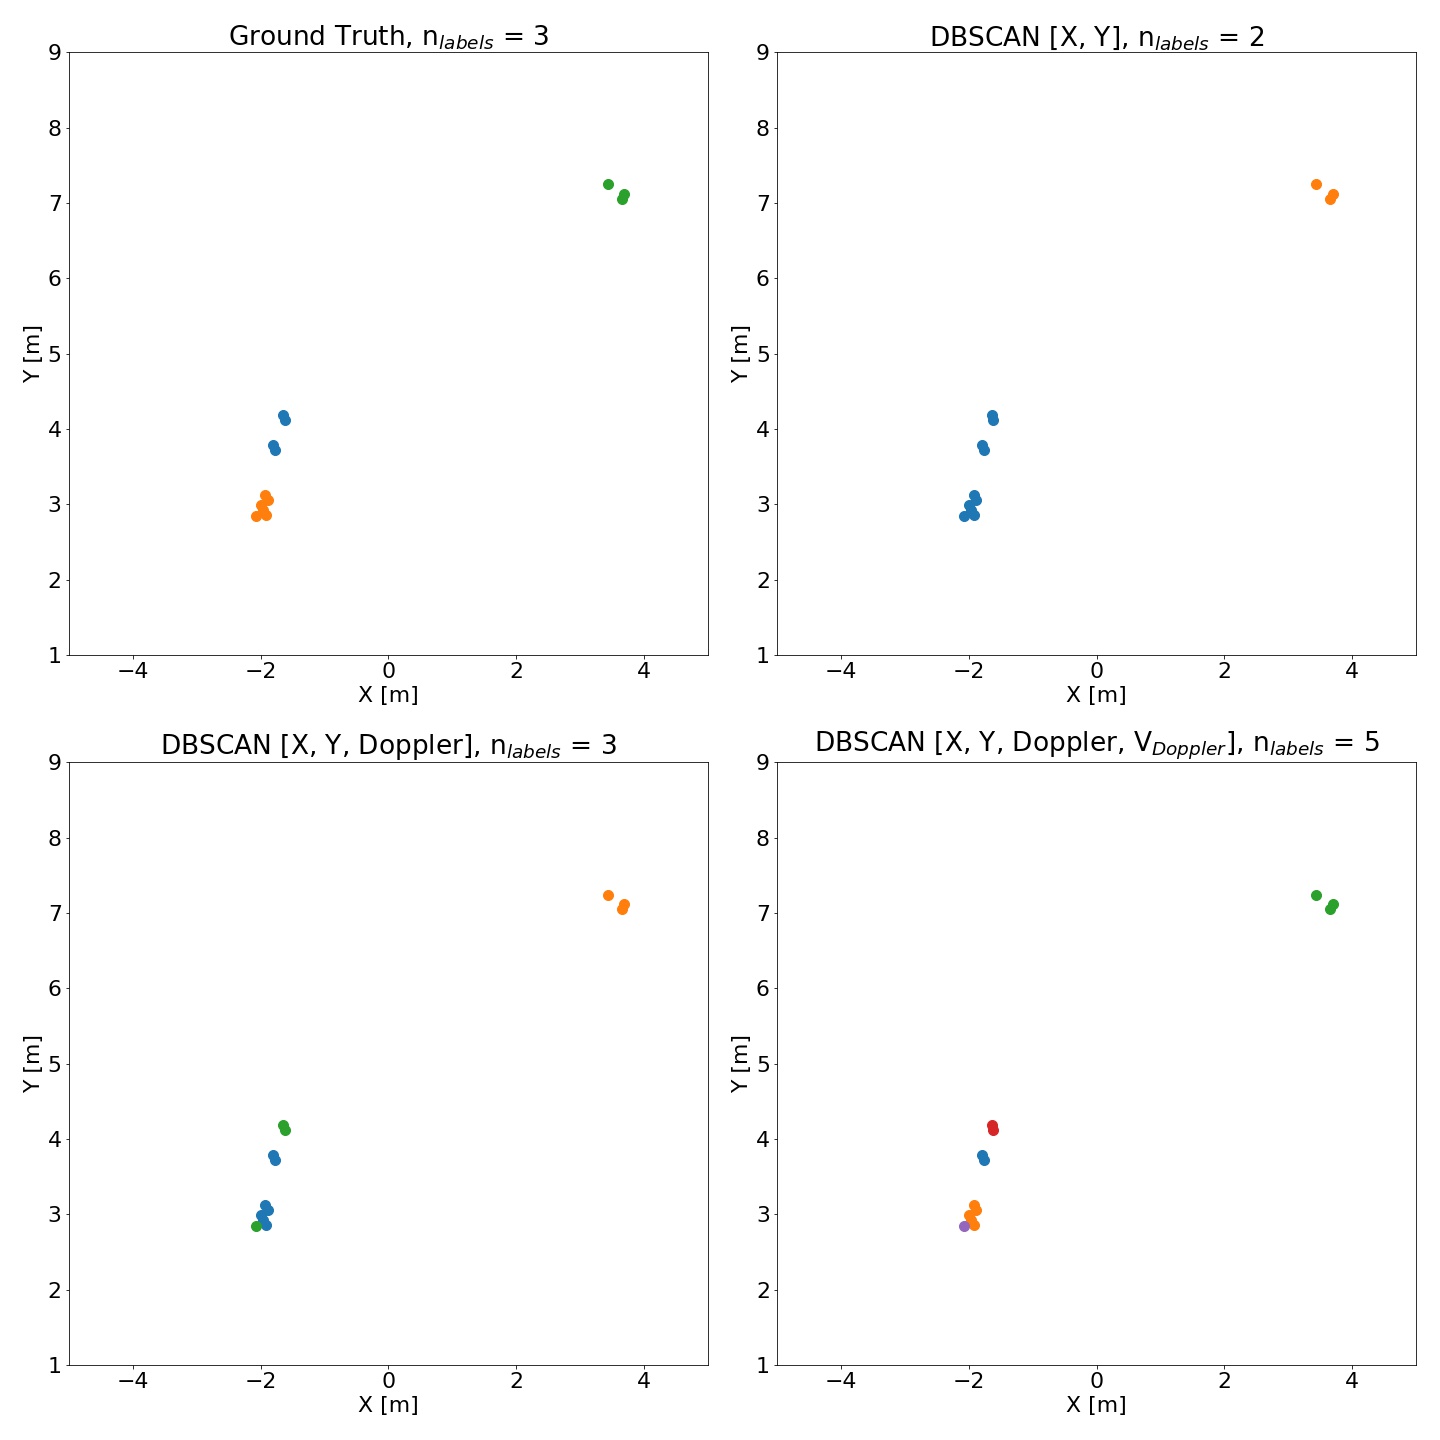 Ground Truth, n_labels = 3
9
8
7
6
5
4
3
2
1
Y [m]
−4 −2 0 2 4
X [m]
DBSCAN [X, Y], n_labels = 2
9
8
7
6
5
4
3
2
1
Y [m]
−4 −2 0 2 4
X [m]
DBSCAN [X, Y, Doppler], n_labels = 3
9
8
7
6
5
4
3
2
1
Y [m]
−4 −2 0 2 4
X [m]
DBSCAN [X, Y, Doppler, V_Doppler], n_labels = 5
9
8
7
6
5
4
3
2
1
Y [m]
−4 −2 0 2 4
X [m]